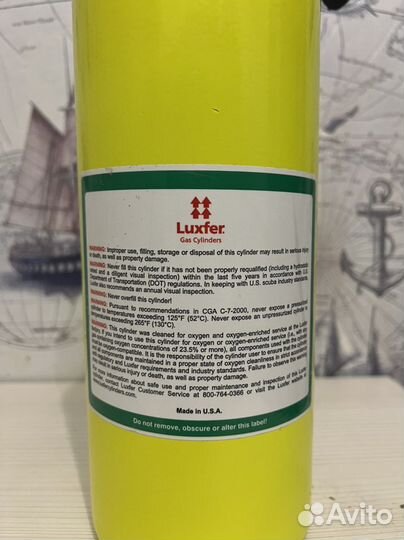 Luxfer
Gas Cylinders
WARNING: Improper use, filling, storage or disposal of this cylinder may result in serious injury
or death, as well as property damage.
WARNING: Never fill this cylinder if it has not been properly requalified (including a hydrostatic
and a diligent visual inspection) within the last five years in accordance with U.S.
Department of Transportation (DOT) regulations. In keeping with U.S. scuba industry standards,
Luxfer also recommends an annual visual inspection.
WARNING: Never overfill this cylinder!
WARNING: Pursuant to recommendations in CGA C-7-2000, never expose a pressurized
cylinder to temperatures exceeding 125°F (52°C). Never expose an unpressurized cylinder to
temperatures exceeding 265°F (130°C).
WARNING: This cylinder was cleaned for oxygen and oxygen-enriched service at the Luxfer
factory. If you intend to use this cylinder for oxygen or oxygen-enriched service (i.e., with
containing oxygen concentrations of 23.5% or more), all components used with the cylinder
must be oxygen compatible. It is the responsibility of the cylinder user to ensure that the cylinder
all components are maintained in a proper state of oxygen cleanliness in strict accordance
with regulatory and Luxfer requirements and industry standards. Failure to observe this warning
result in serious injury or death, as well as property damage.
For more information about safe use and proper maintenance and inspection of this Luxfer
cylinder, contact Luxfer Customer Service at 800-764-0366 or visit the Luxfer website at
Made in U.S.A.
Do not remove, obscure or alter this label!
Avito